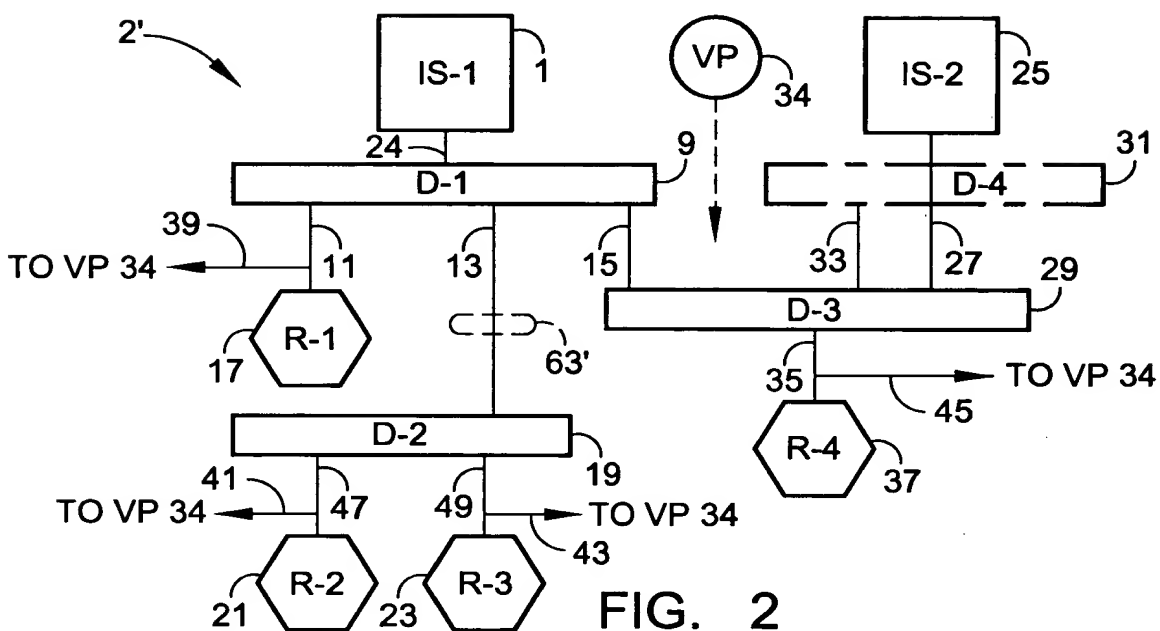 2'
IS-1
1
VP
34
IS-2
25
24
9
D-1
31
D-4
39
TO VP 34
11
13
15
33
27
29
D-3
R-1
17
63'
35
TO VP 34
45
D-2
19
R-4
37
41
47
49
TO VP 34
TO VP 34
43
R-2
21
R-3
23
FIG. 2